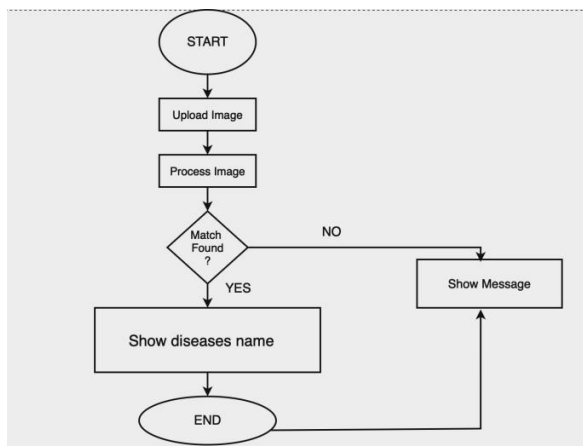 START
Upload Image
Process Image
Match
Found
?
NO
YES
Show Message
Show diseases name
END